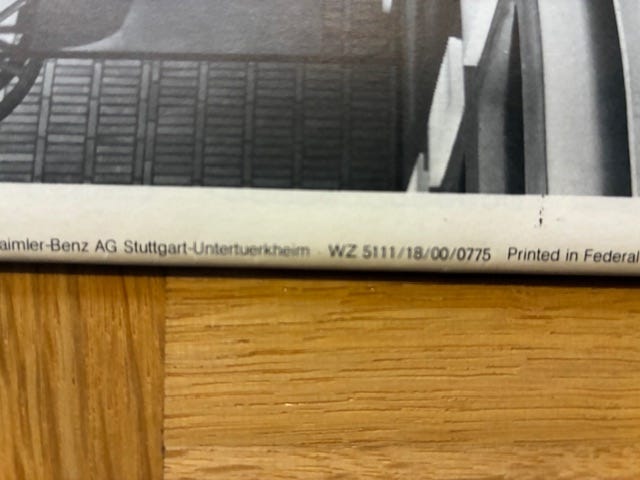 aimler-Benz AG Stuttgart-Untertuerkheim WZ 5111/18/00/0775 Printed in Federal